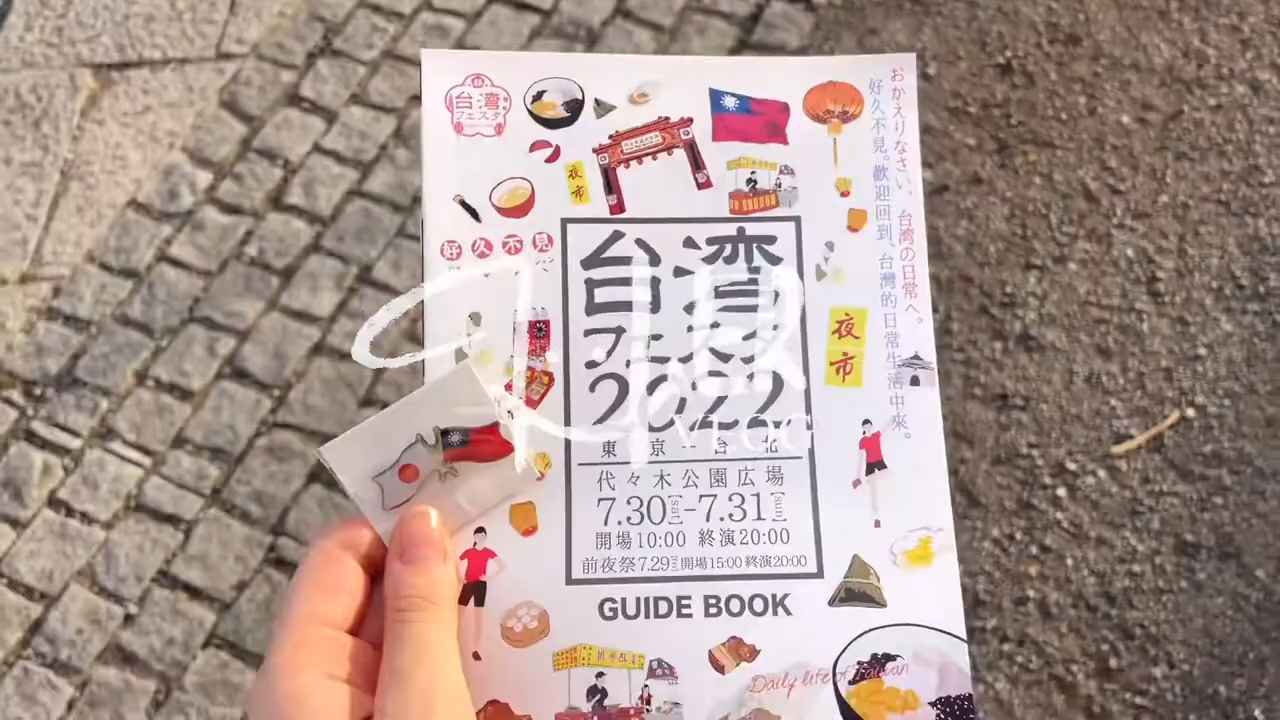 台湾
フェスタ
夜市
好久不見
台湾
フェスタ
2022
東京--台北
代々木公園広場
7.30[sat]-7.31[sun]
開場10:00 終演20:00
前夜祭7.29[fri]開場15:00終演20:00
GUIDE BOOK
おかえりなさい、台湾の日常へ。
好久不見。歡迎回到、台灣的日常生活中來。
夜市
Daily life of Taiwan
VLOG